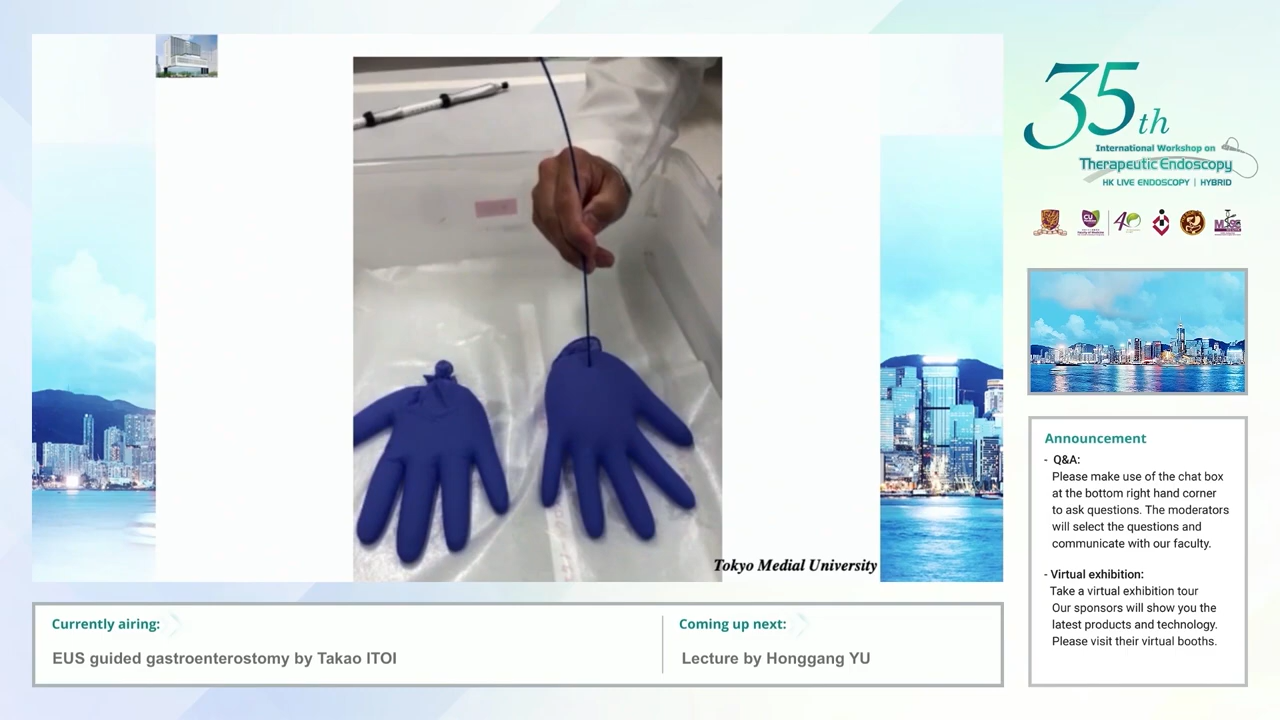 Tokyo Medial University
35th
International Workshop on
Therapeutic Endoscopy
HK LIVE ENDOSCOPY | HYBRID
Announcement
- Q&A:
Please make use of the chat box
at the bottom right hand corner
to ask questions. The moderators
will select the questions and
communicate with our faculty.
- Virtual exhibition:
Take a virtual exhibition tour
Our sponsors will show you the
latest products and technology.
Please visit their virtual booths.
Currently airing:
EUS guided gastroenterostomy by Takao ITOI
Coming up next:
Lecture by Honggang YU